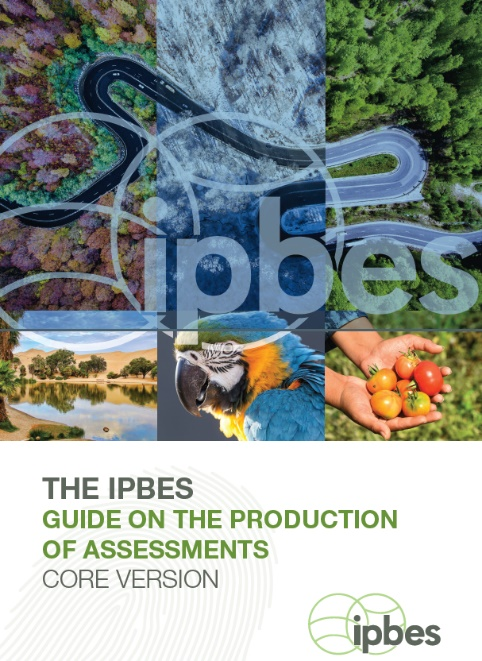 ipbes
THE IPBES
GUIDE ON THE PRODUCTION
OF ASSESSMENTS
CORE VERSION
ipbes